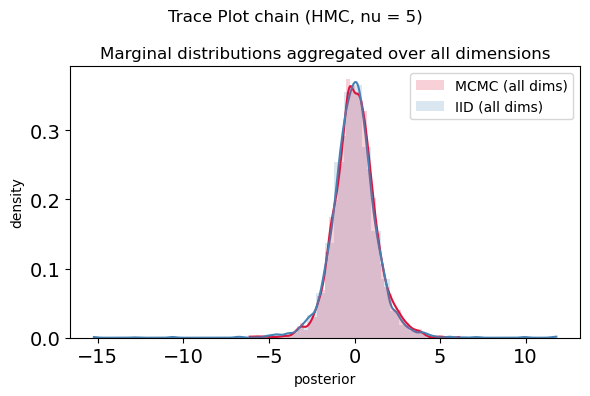 Trace Plot chain (HMC, nu = 5)
Marginal distributions aggregated over all dimensions
MCMC (all dims)
IID (all dims)
density
0.3
0.2
0.1
0.0
−15
−10
−5
0
5
10
posterior